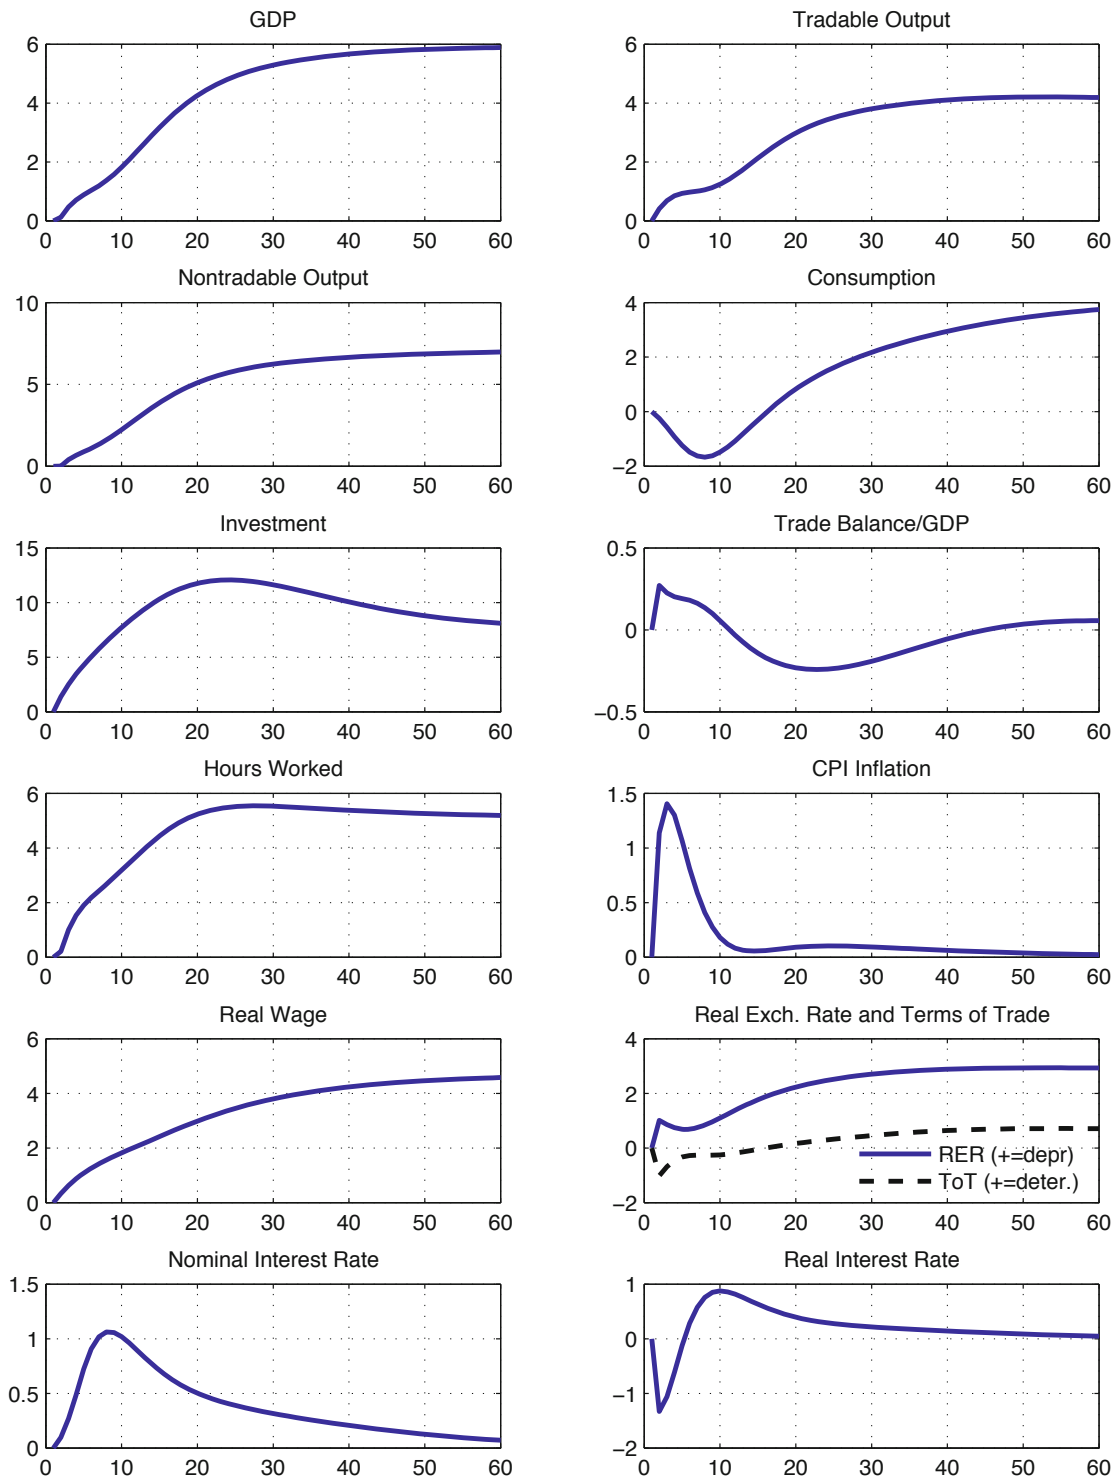 GDP
6
4
2
0
0 10 20 30 40 50 60
Tradable Output
6
4
2
0
0 10 20 30 40 50 60
Nontradable Output
10
5
0
0 10 20 30 40 50 60
Consumption
4
2
0
−2
0 10 20 30 40 50 60
Investment
15
10
5
0
0 10 20 30 40 50 60
Trade Balance/GDP
0.5
0
−0.5
0 10 20 30 40 50 60
Hours Worked
6
4
2
0
0 10 20 30 40 50 60
CPI Inflation
1.5
1
0.5
0
0 10 20 30 40 50 60
Real Wage
6
4
2
0
0 10 20 30 40 50 60
Real Exch. Rate and Terms of Trade
4
2
0
−2
RER (+=depr)
ToT (+=deter.)
0 10 20 30 40 50 60
Nominal Interest Rate
1.5
1
0.5
0
0 10 20 30 40 50 60
Real Interest Rate
1
0
−1
−2
0 10 20 30 40 50 60